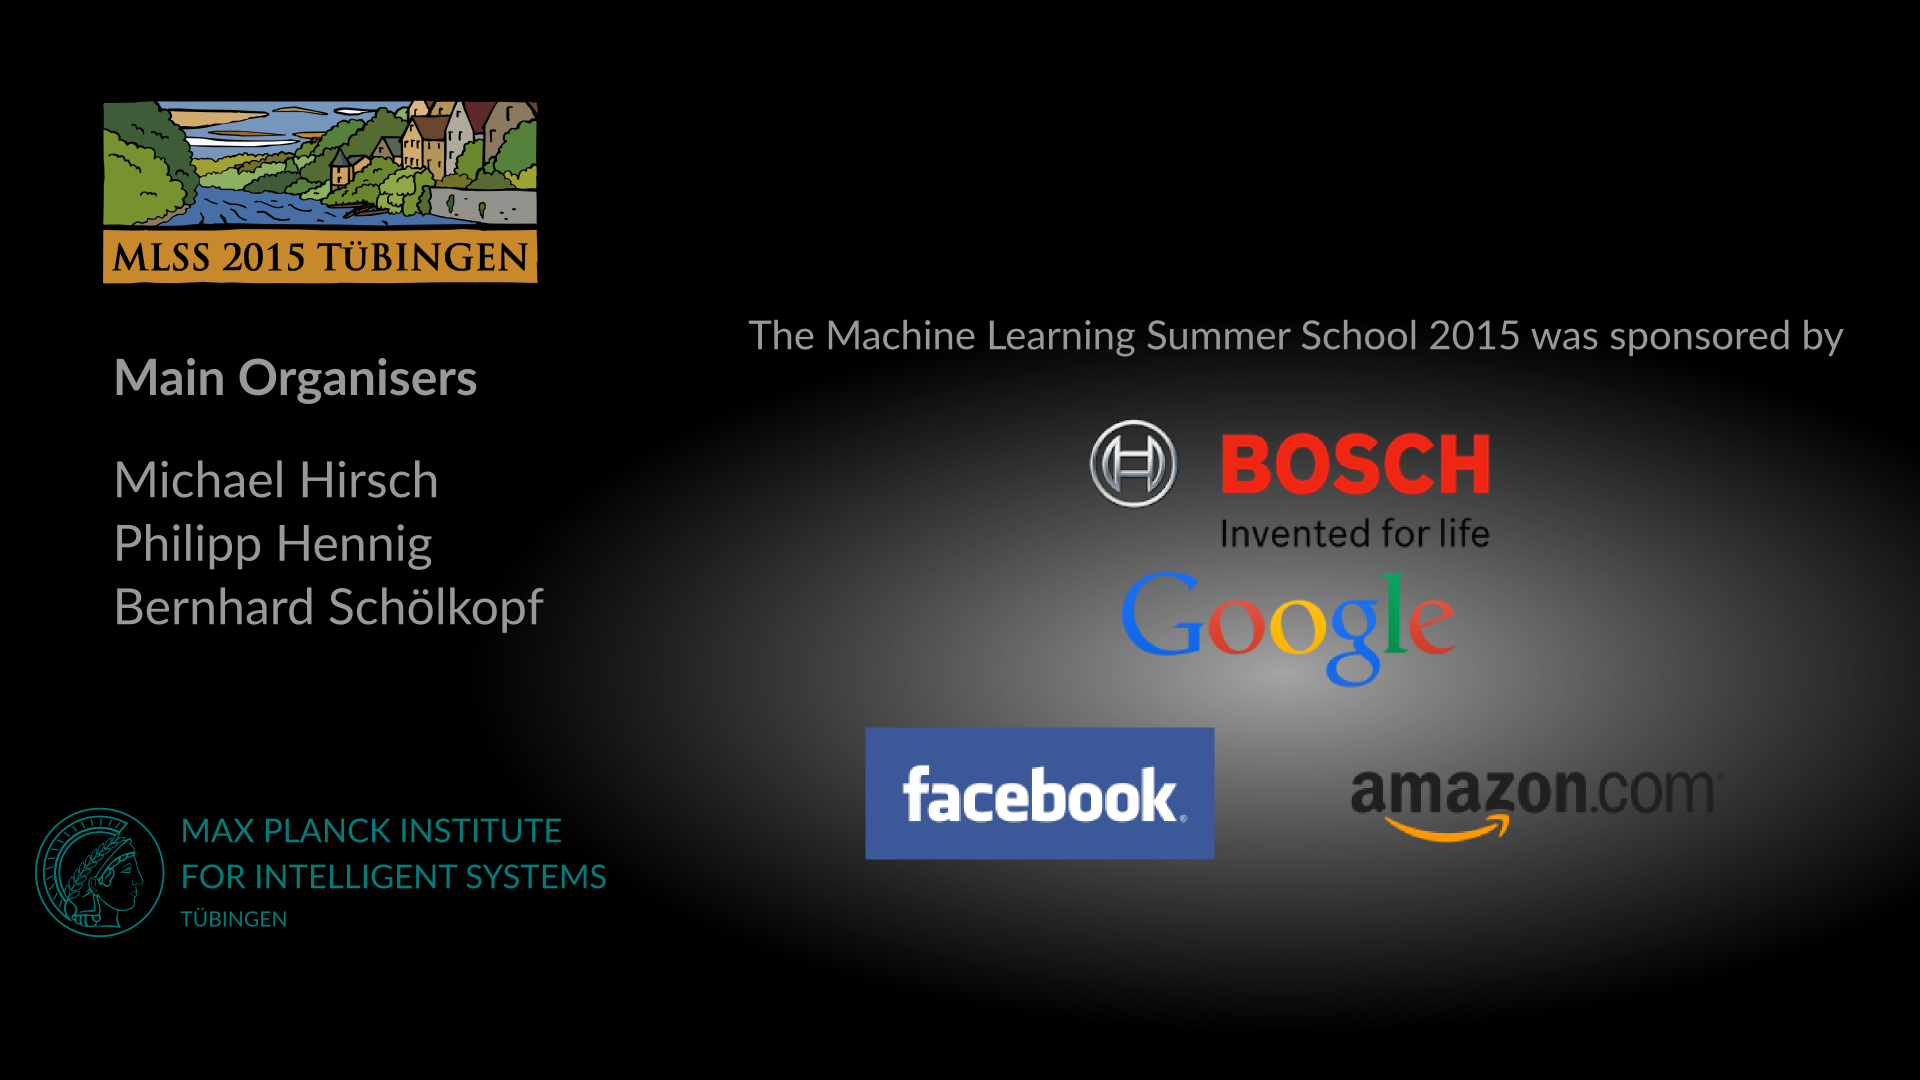 MLSS 2015 TÜBINGEN
Main Organisers
Michael Hirsch
Philipp Hennig
Bernhard Schölkopf
MAX PLANCK INSTITUTE
FOR INTELLIGENT SYSTEMS
TÜBINGEN
The Machine Learning Summer School 2015 was sponsored by
BOSCH
Invented for life
Google
facebook®
amazon.com